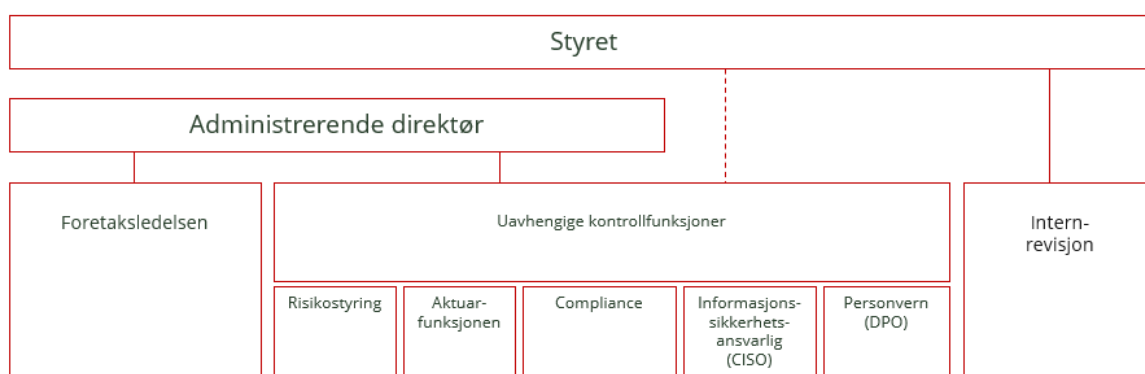 Styret
Administrerende direktør
Foretaksledelsen
Uavhengige kontrollfunksjoner
Intern-
revisjon
Risikostyring
Aktuar-
funksjonen
Compliance
Informasjons-
sikkerhets-
ansvarlig
(CISO)
Personvern
(DPO)